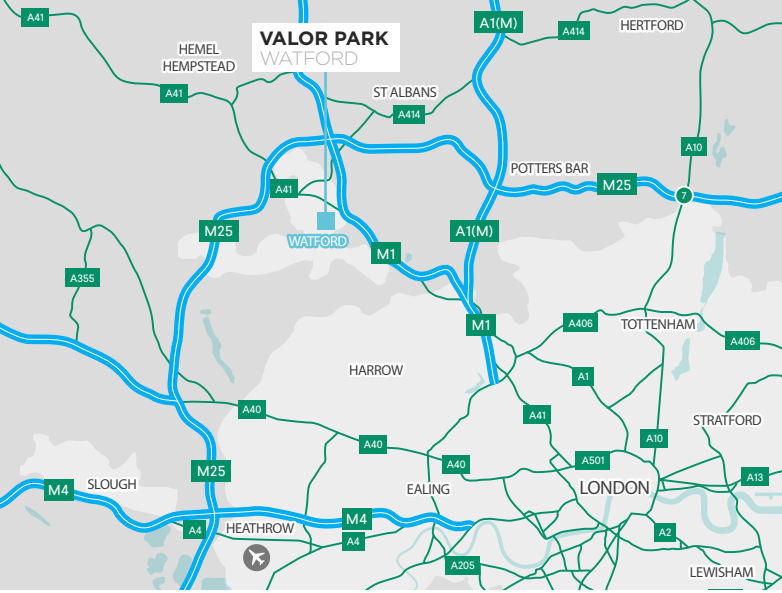 A41
A1(M)
A414
HERTFORD
VALOR PARK
WATFORD
HEMEL
HEMPSTEAD
A41
ST ALBANS
A414
A10
POTTERS BAR
M25
7
A41
M25
WATFORD
A1(M)
M1
A355
M1
A406
TOTTENHAM
A406
HARROW
A1
A40
A41
STRATFORD
A40
A10
A40
A501
M25
A13
M4
SLOUGH
EALING
LONDON
A4
HEATHROW
M4
A4
A2
A205
LEWISHAM